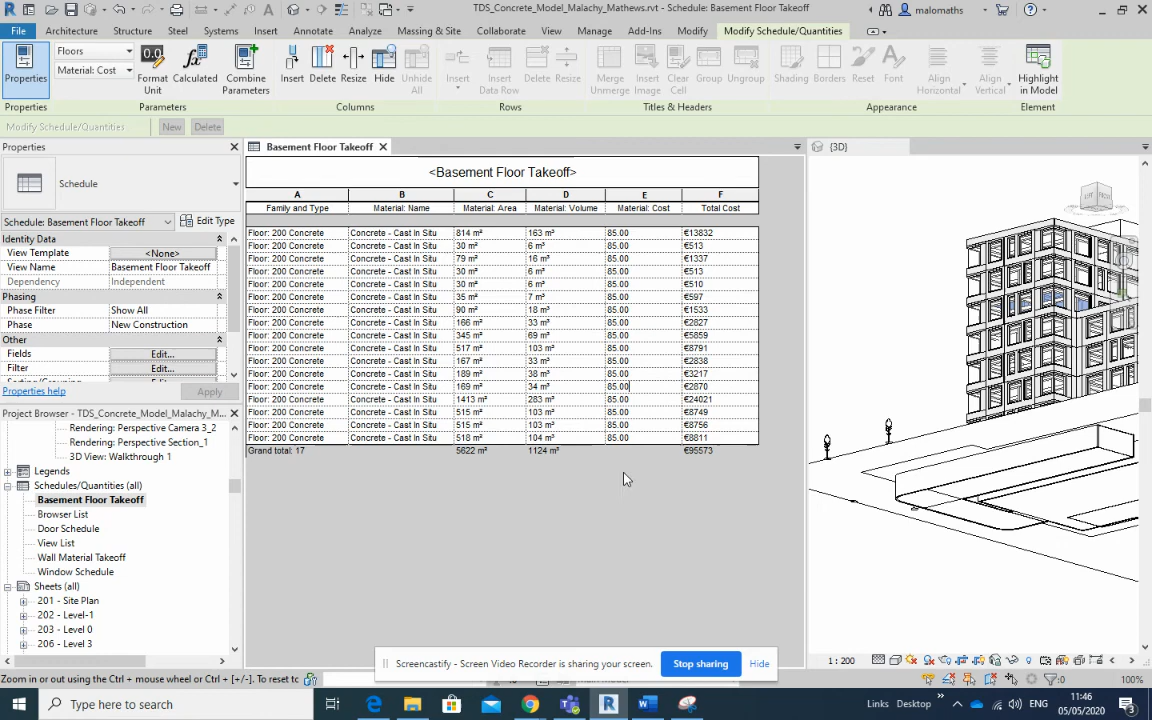 TDS_Concrete_Model_Malachy_Mathews.rvt - Schedule: Basement Floor Takeoff
malomaths
File Architecture Structure Steel Systems Insert Annotate Analyze Massing & Site Collaborate View Manage Add-Ins Modify Modify Schedule/Quantities
Floors
Material: Cost
Properties
0.0
Format Unit
Calculated
Combine Parameters
Insert Delete Resize Hide Unhide All
Insert Insert Data Row Delete Resize
Merge Unmerge Insert Image Clear Cell Group Ungroup
Shading Borders Reset Font Align Horizontal Align Vertical
Highlight in Model
Properties Parameters Columns Rows Titles & Headers Appearance Element
Modify Schedule/Quantities New Delete
Properties
Schedule
Schedule: Basement Floor Takeoff Edit Type
Identity Data
View Template <None>
View Name Basement Floor Takeoff
Dependency Independent
Phasing
Phase Filter Show All
Phase New Construction
Other
Fields Edit...
Filter Edit...
Properties help Apply
Project Browser - TDS_Concrete_Model_Malachy_M...
Rendering: Perspective Camera 3_2
Rendering: Perspective Section_1
3D View: Walkthrough 1
Legends
Schedules/Quantities (all)
Basement Floor Takeoff
Browser List
Door Schedule
View List
Wall Material Takeoff
Window Schedule
Sheets (all)
201 - Site Plan
202 - Level-1
203 - Level 0
206 - Level 3
Basement Floor Takeoff
<Basement Floor Takeoff>
A B C D E F
Family and Type Material: Name Material: Area Material: Volume Material: Cost Total Cost
Floor: 200 Concrete Concrete - Cast In Situ 814 m² 163 m³ 85.00 €13832
Floor: 200 Concrete Concrete - Cast In Situ 30 m² 6 m³ 85.00 €513
Floor: 200 Concrete Concrete - Cast In Situ 79 m² 16 m³ 85.00 €1337
Floor: 200 Concrete Concrete - Cast In Situ 30 m² 6 m³ 85.00 €513
Floor: 200 Concrete Concrete - Cast In Situ 30 m² 6 m³ 85.00 €510
Floor: 200 Concrete Concrete - Cast In Situ 35 m² 7 m³ 85.00 €597
Floor: 200 Concrete Concrete - Cast In Situ 90 m² 18 m³ 85.00 €1533
Floor: 200 Concrete Concrete - Cast In Situ 166 m² 33 m³ 85.00 €2827
Floor: 200 Concrete Concrete - Cast In Situ 345 m² 69 m³ 85.00 €5859
Floor: 200 Concrete Concrete - Cast In Situ 517 m² 103 m³ 85.00 €8791
Floor: 200 Concrete Concrete - Cast In Situ 167 m² 33 m³ 85.00 €2838
Floor: 200 Concrete Concrete - Cast In Situ 189 m² 38 m³ 85.00 €3217
Floor: 200 Concrete Concrete - Cast In Situ 169 m² 34 m³ 85.00 €2870
Floor: 200 Concrete Concrete - Cast In Situ 1413 m² 283 m³ 85.00 €24021
Floor: 200 Concrete Concrete - Cast In Situ 515 m² 103 m³ 85.00 €8749
Floor: 200 Concrete Concrete - Cast In Situ 515 m² 103 m³ 85.00 €8756
Floor: 200 Concrete Concrete - Cast In Situ 518 m² 104 m³ 85.00 €8811
Grand total: 17 5622 m² 1124 m³ €95573
{3D}
1 : 200
Screencastify - Screen Video Recorder is sharing your screen. Stop sharing Hide
Zoom in or out using the Ctrl + mouse wheel or Ctrl + [+/-]. To reset to
:0 100%
Type here to search
Links Desktop ENG
11:46
05/05/2020
3